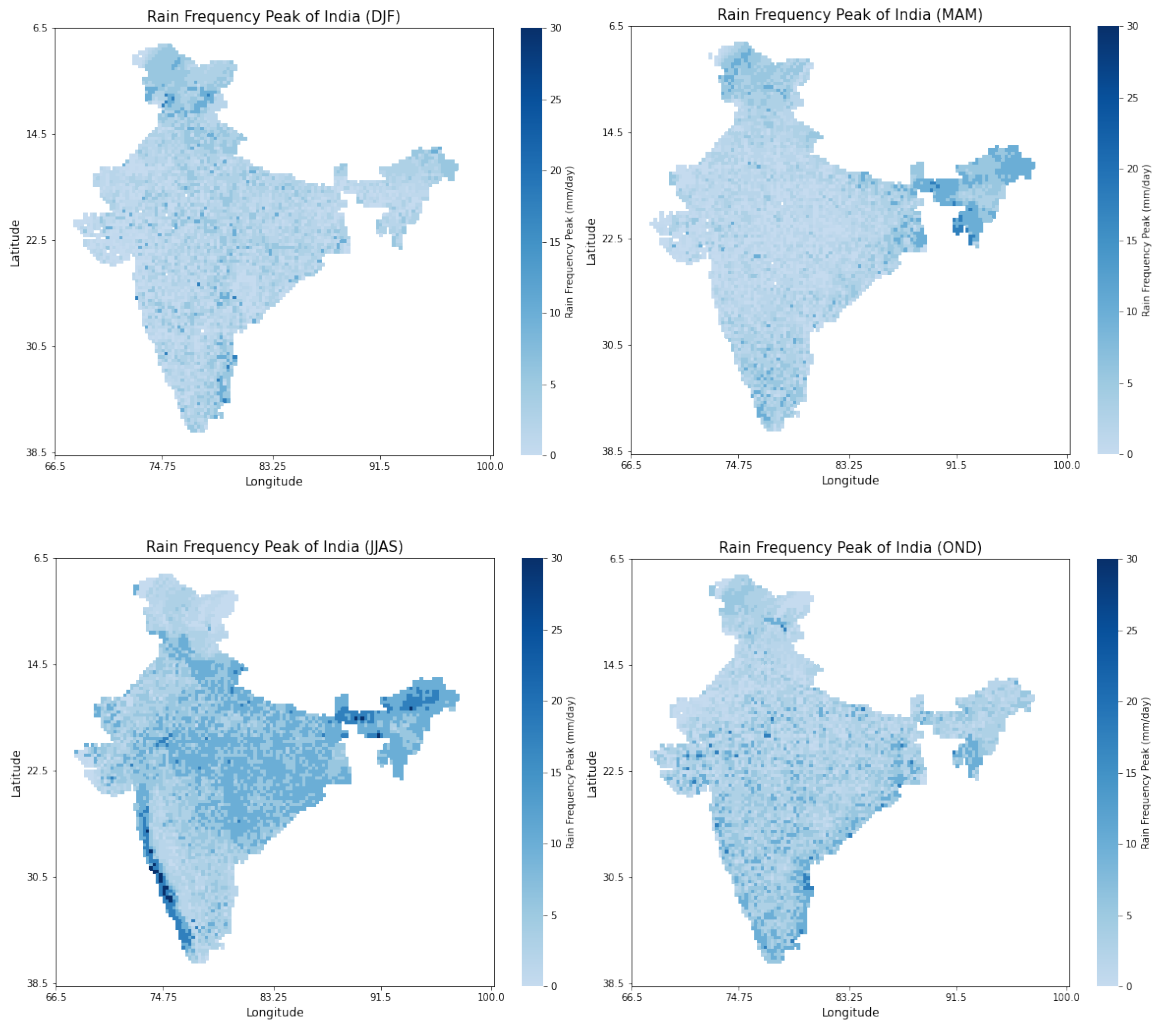 Rain Frequency Peak of India (DJF)
6.5
14.5
22.5
30.5
38.5
Latitude
66.5 74.75 83.25 91.5 100.0
Longitude
30
25
20
15
10
5
0
Rain Frequency Peak (mm/day)
Rain Frequency Peak of India (MAM)
6.5
14.5
22.5
30.5
38.5
Latitude
66.5 74.75 83.25 91.5 100.0
Longitude
30
25
20
15
10
5
0
Rain Frequency Peak (mm/day)
Rain Frequency Peak of India (JJAS)
6.5
14.5
22.5
30.5
38.5
Latitude
66.5 74.75 83.25 91.5 100.0
Longitude
30
25
20
15
10
5
0
Rain Frequency Peak (mm/day)
Rain Frequency Peak of India (OND)
6.5
14.5
22.5
30.5
38.5
Latitude
66.5 74.75 83.25 91.5 100.0
Longitude
30
25
20
15
10
5
0
Rain Frequency Peak (mm/day)